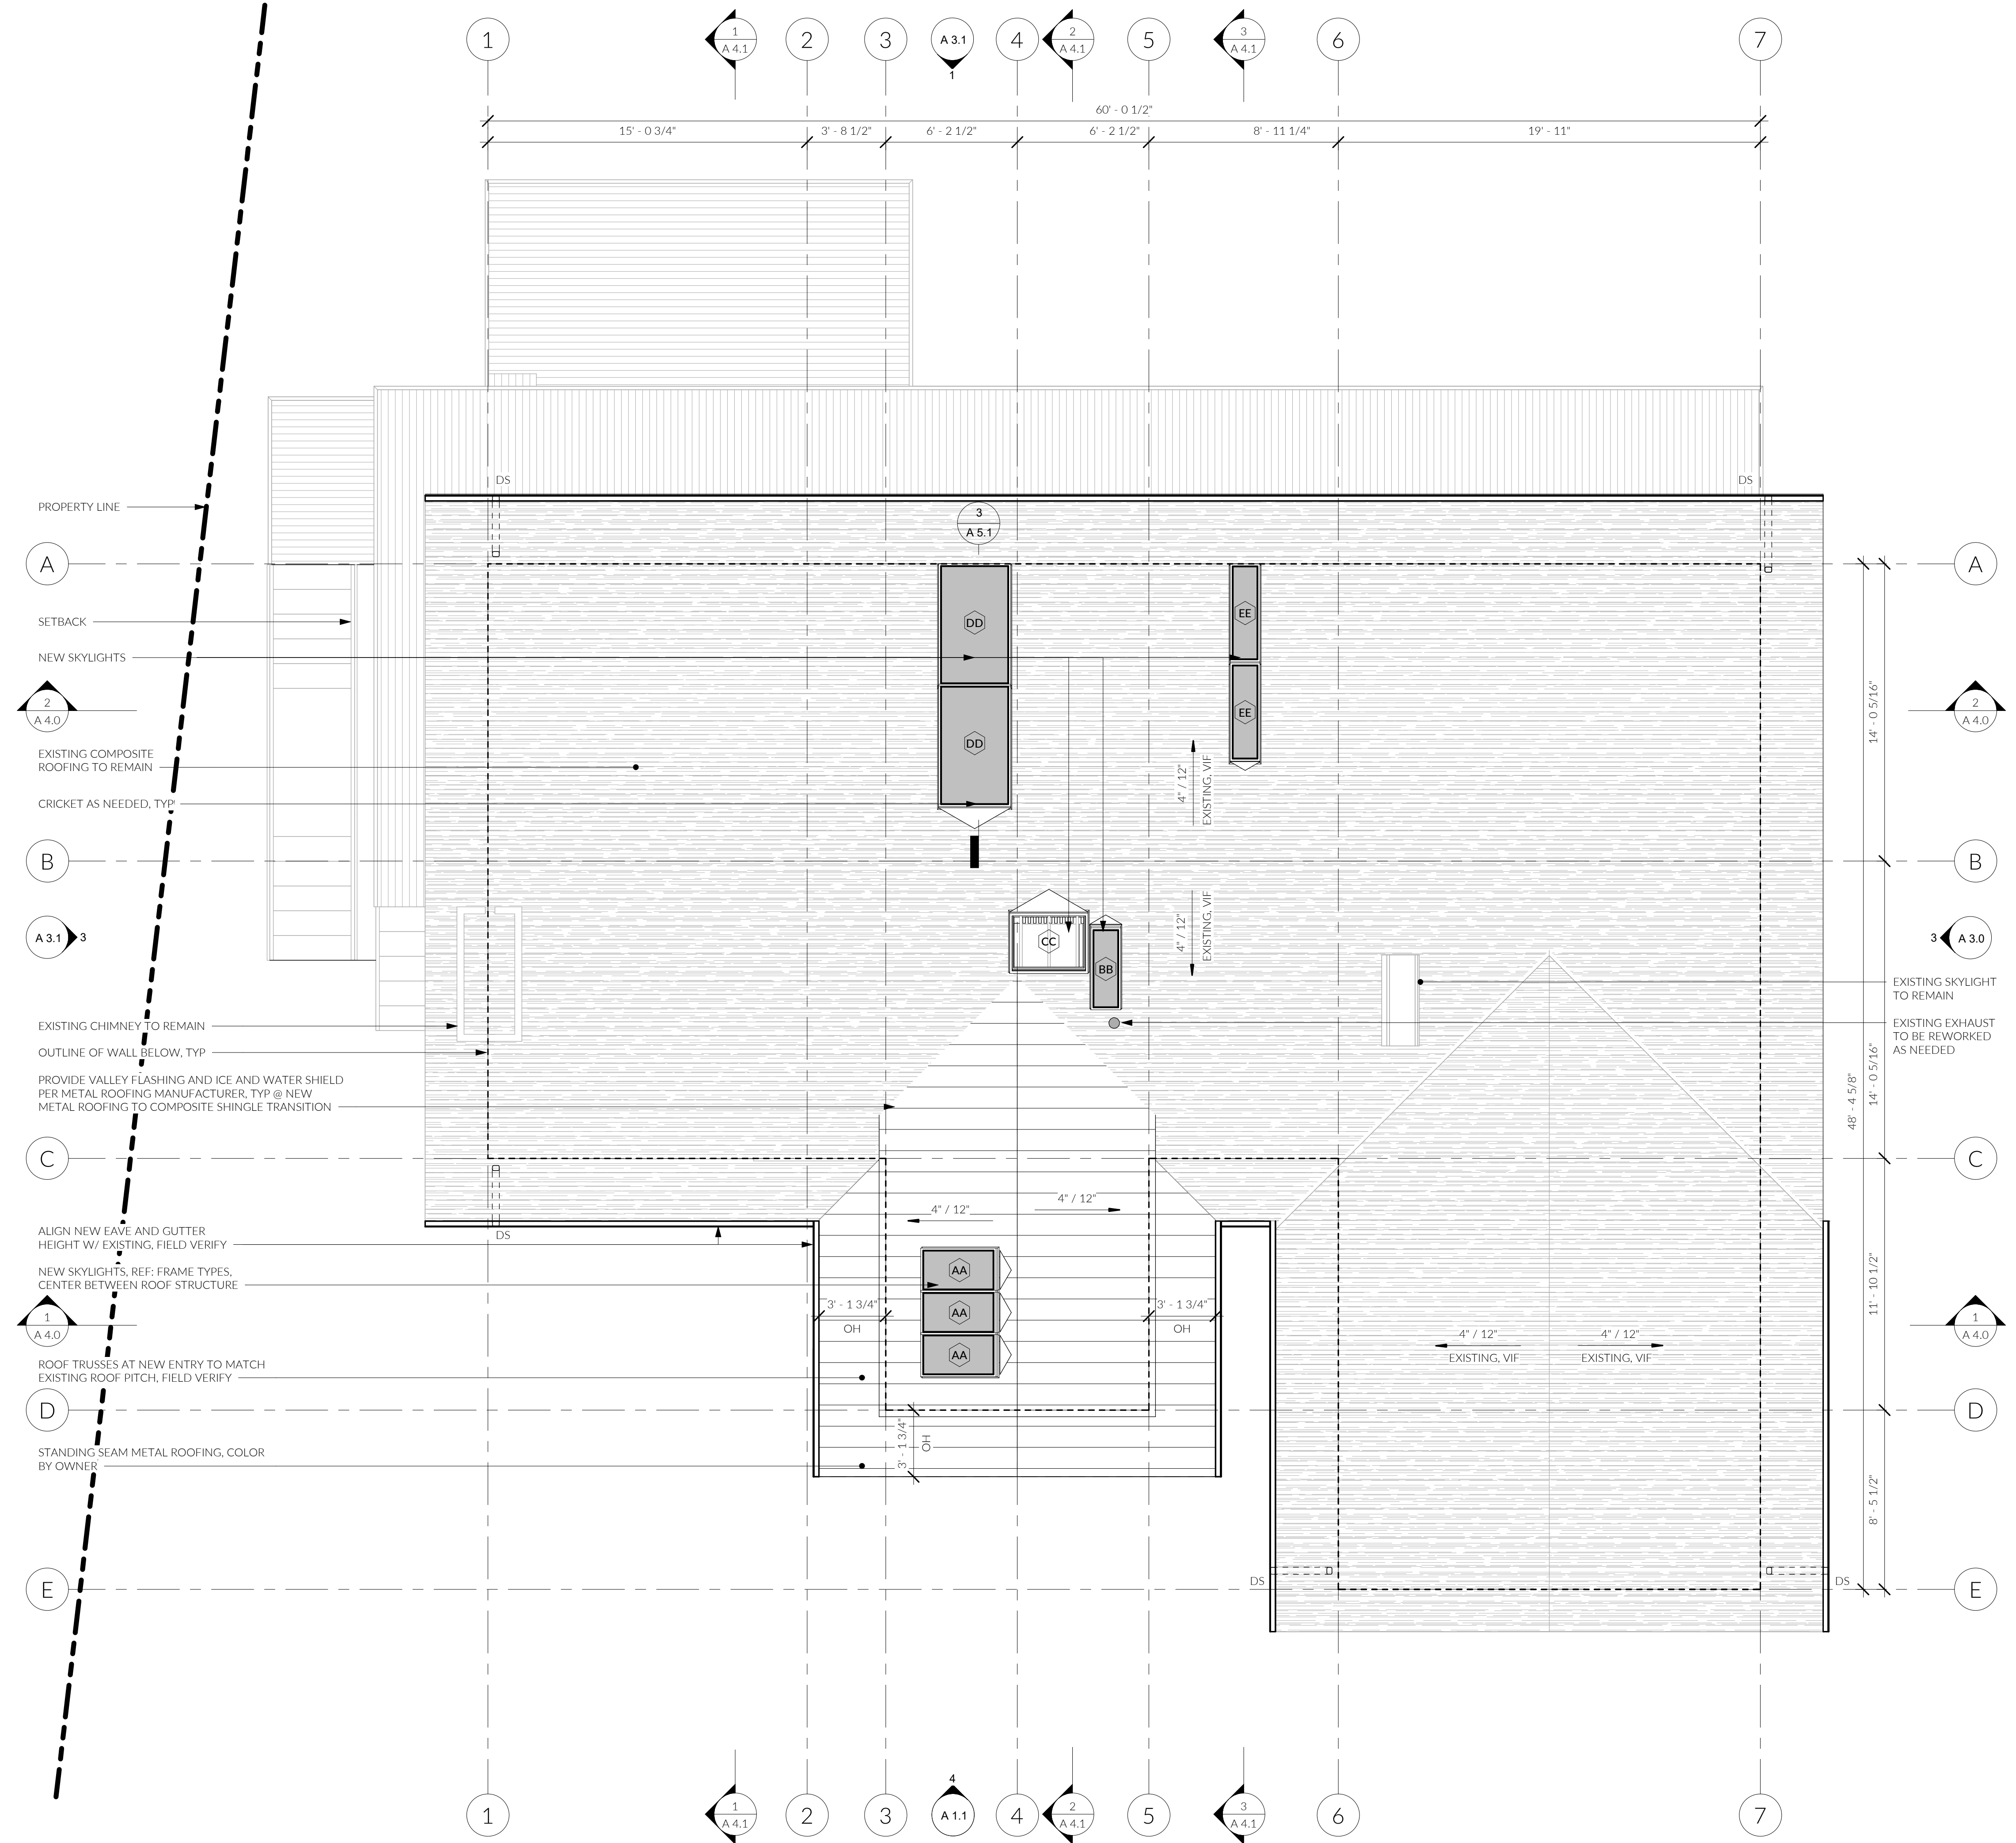 1
1
A 4.1
2
3
A 3.1
1
4
2
A 4.1
5
3
A 4.1
6
7
60' - 0 1/2"
15' - 0 3/4"
3' - 8 1/2"
6' - 2 1/2"
6' - 2 1/2"
8' - 11 1/4"
19' - 11"
DS
DS
PROPERTY LINE
3
A 5.1
A
A
DD
EE
SETBACK
NEW SKYLIGHTS
2
A 4.0
DD
EE
14' - 0 5/16"
2
A 4.0
EXISTING COMPOSITE
ROOFING TO REMAIN
4" / 12"
EXISTING, VIF
CRICKET AS NEEDED, TYP
B
B
A 3.1
3
CC
BB
4" / 12"
EXISTING, VIF
3
A 3.0
EXISTING SKYLIGHT
TO REMAIN
EXISTING CHIMNEY TO REMAIN
EXISTING EXHAUST
TO BE REWORKED
AS NEEDED
OUTLINE OF WALL BELOW, TYP
PROVIDE VALLEY FLASHING AND ICE AND WATER SHIELD
PER METAL ROOFING MANUFACTURER, TYP @ NEW
METAL ROOFING TO COMPOSITE SHINGLE TRANSITION
48' - 4 5/8"
14' - 0 5/16"
C
C
4" / 12"
4" / 12"
DS
ALIGN NEW EAVE AND GUTTER
HEIGHT W/ EXISTING, FIELD VERIFY
NEW SKYLIGHTS, REF: FRAME TYPES,
CENTER BETWEEN ROOF STRUCTURE
AA
AA
AA
3' - 1 3/4"
OH
3' - 1 3/4"
OH
11' - 10 1/2"
1
A 4.0
1
A 4.0
4" / 12"
EXISTING, VIF
4" / 12"
EXISTING, VIF
ROOF TRUSSES AT NEW ENTRY TO MATCH
EXISTING ROOF PITCH, FIELD VERIFY
D
D
3' - 1 3/4"
OH
STANDING SEAM METAL ROOFING, COLOR
BY OWNER
8' - 5 1/2"
DS
DS
E
E
1
1
A 4.1
2
3
4
A 1.1
4
2
A 4.1
5
3
A 4.1
6
7